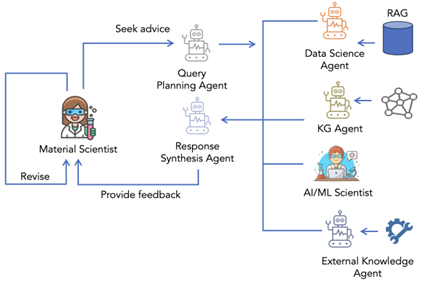 Seek advice
RAG
Query
Planning Agent
Data Science
Agent
Material Scientist
Response
Synthesis Agent
KG Agent
Revise
Provide feedback
AI/ML Scientist
External Knowledge
Agent